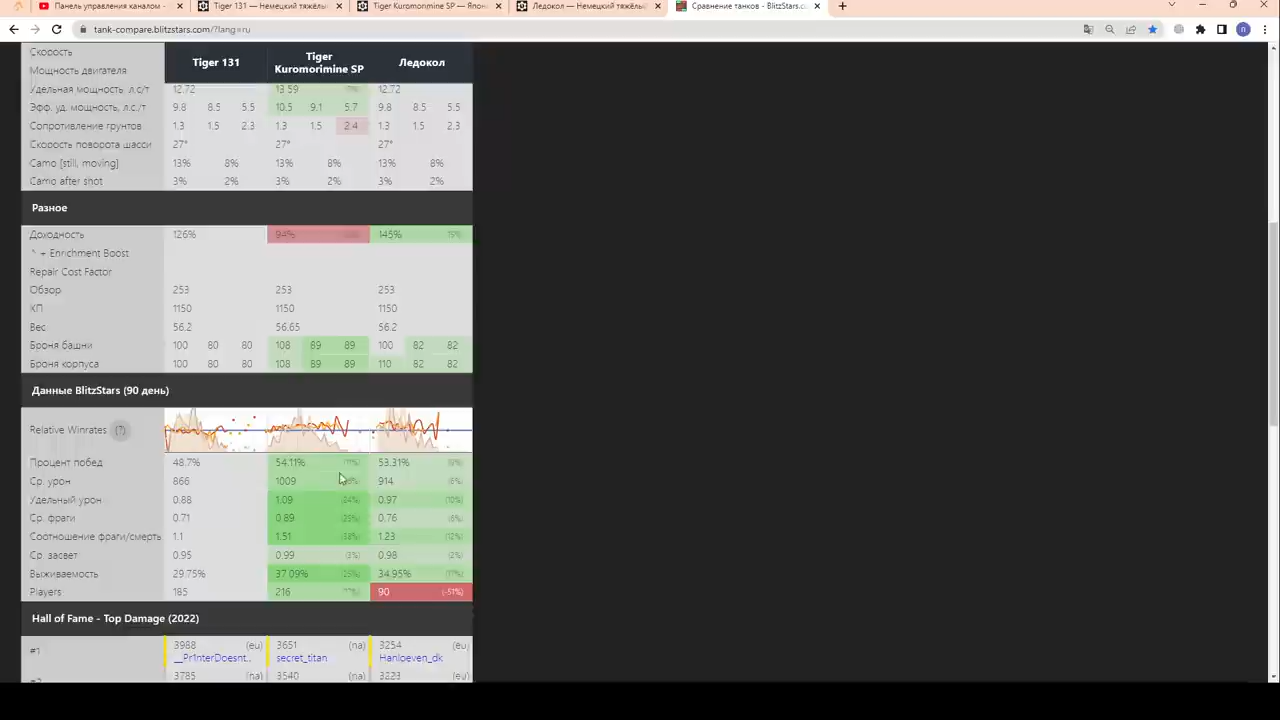 Панель управления каналом -
Tiger 131 — Немецкий тяжёлы
Tiger Kuromorimine SP — Япон
Ледокол — Немецкий тяжёлы
Сравнение танков - BlitzStars.co
tank-compare.blitzstars.com/?lang=ru
Скорость
Tiger 131 Tiger Kuromorimine SP Ледокол
Мощность двигателя
Удельная мощность, л.с/т 12.72 13.59 12.72
Эфф. уд. мощность, л.с./т 9.8 8.5 5.5 10.5 9.1 5.7 9.8 8.5 5.5
Сопротивление грунтов 1.3 1.5 2.3 1.3 1.5 2.4 1.3 1.5 2.3
Скорость поворота шасси 27° 27° 27°
Camo [still, moving] 13% 8% 13% 8% 13% 8%
Camo after shot 3% 2% 3% 2% 3% 2%
Разное
Доходность 126% 94% 145% 15%
+ Enrichment Boost
Repair Cost Factor
Обзор 253 253 253
КП 1150 1150 1150
Вес 56.2 56.65 56.2
Броня башни 100 80 80 108 89 89 100 82 82
Броня корпуса 100 80 80 108 89 89 110 82 82
Данные BlitzStars (90 день)
Relative Winrates (?)
Процент побед 48.7% 54.11% (11%) 53.31% (9%)
Ср. урон 866 1009 914 (6%)
Удельный урон 0.88 1.09 (24%) 0.97 (10%)
Ср. фраги 0.71 0.89 (25%) 0.76 (6%)
Соотношение фраги/смерть 1.1 1.51 (38%) 1.23 (12%)
Ср. засвет 0.95 0.99 (3%) 0.98 (2%)
Выживаемость 29.75% 37.09% (25%) 34.95% (17%)
Players 185 216 17% 90 (-51%)
Hall of Fame - Top Damage (2022)
#1 3988 (eu) 3651 (na) 3254 (eu)
__Pr1nterDoesnt.. secret_titan Hanloeven_dk
3785 (na) 3540 (na) 3223 (eu)